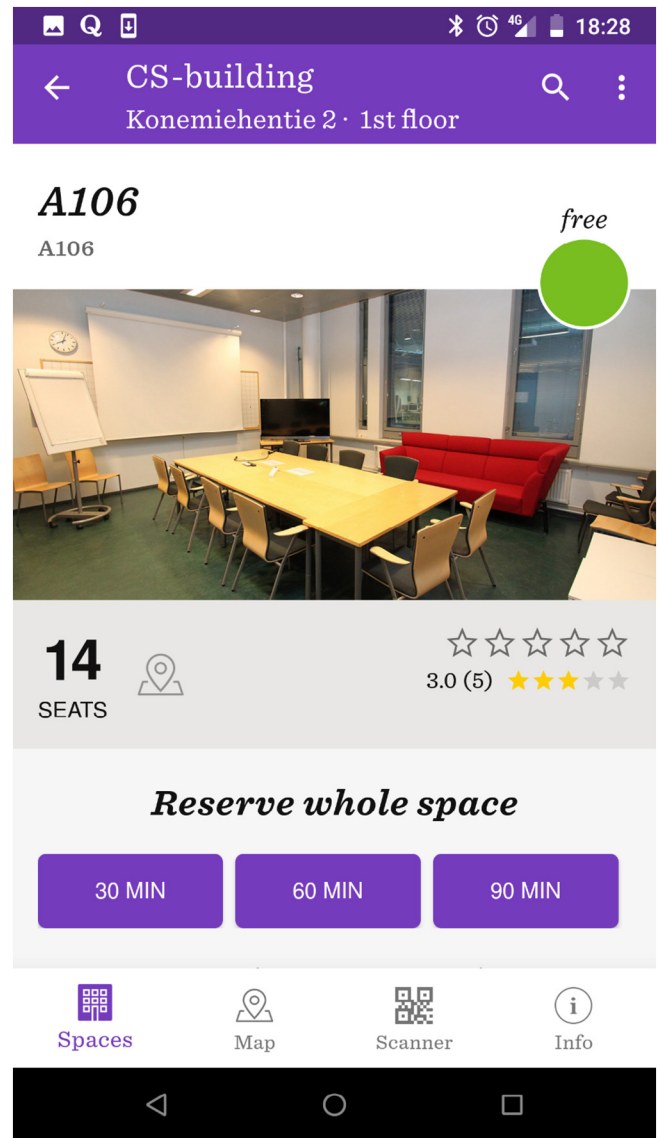 Q
4G
18:28
CS-building
Konemiehentie 2 · 1st floor
A106
free
A106
14
SEATS
3.0 (5)
Reserve whole space
30 MIN
60 MIN
90 MIN
Spaces
Map
Scanner
i
Info